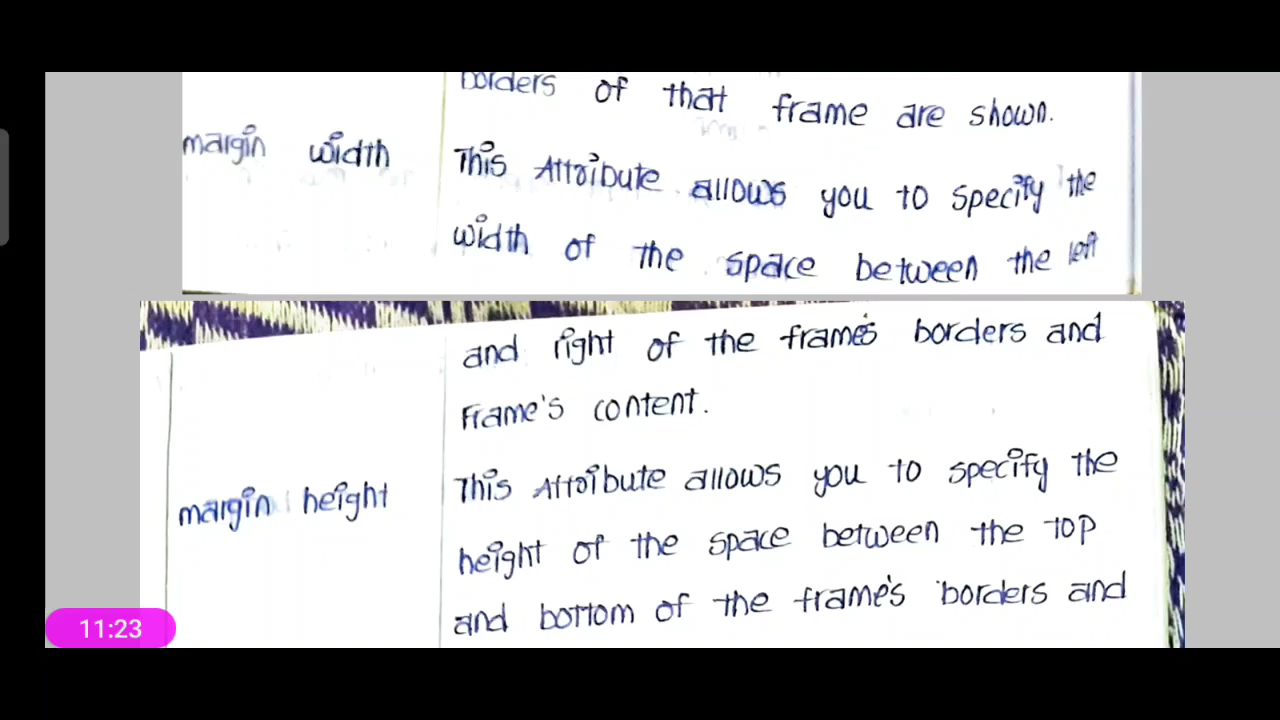 borders of that frame are shown.
margin width This Attribute allows you to specify the
width of the space between the left
and right of the frame's borders and
Frame's content.
margin height This Attribute allows you to specify the
height of the space between the top
and bottom of the frame's borders and
11:23